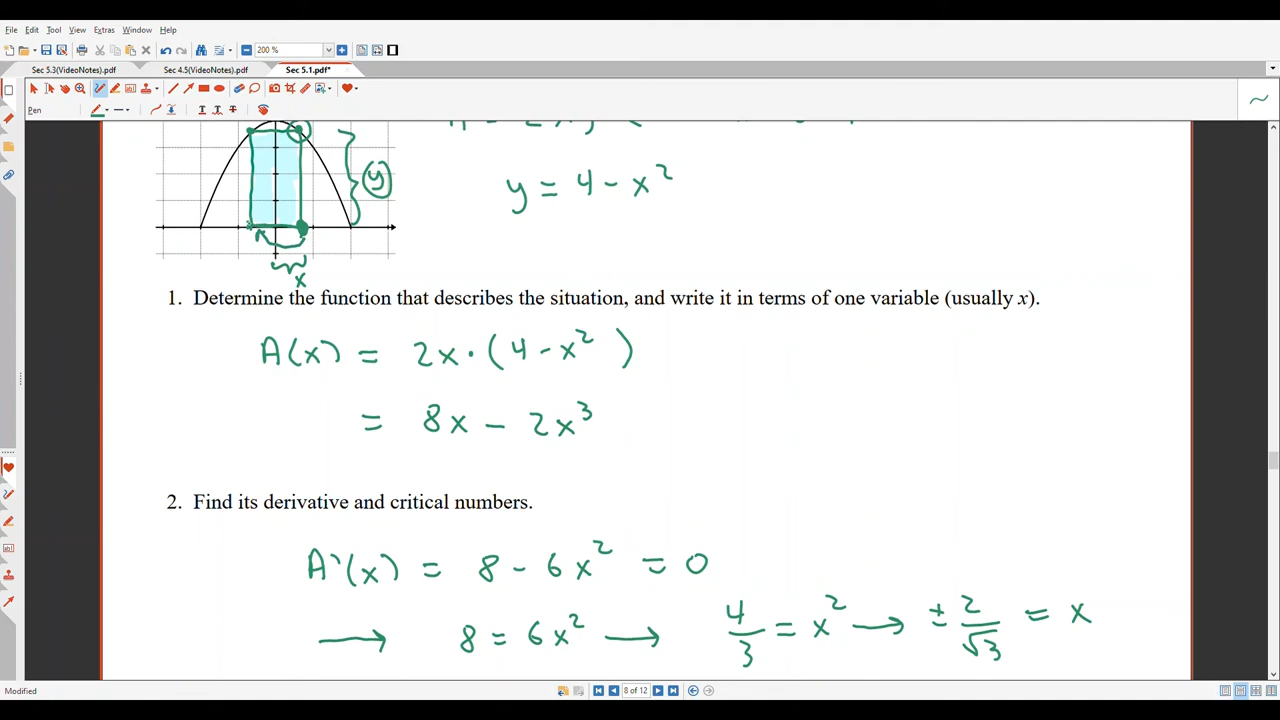 File Edit Tool View Extras Window Help
200 %
Sec 5.3(VideoNotes).pdf Sec 4.5(VideoNotes).pdf Sec 5.1.pdf*
Pen
y
y = 4 - x²
x
1. Determine the function that describes the situation, and write it in terms of one variable (usually x).
A(x) = 2x · (4 - x² )
= 8x - 2x³
2. Find its derivative and critical numbers.
A'(x) = 8 - 6x² = 0
→ 8 = 6x² → 4/3 = x² → ± 2/√3 = x
Modified
8 of 12